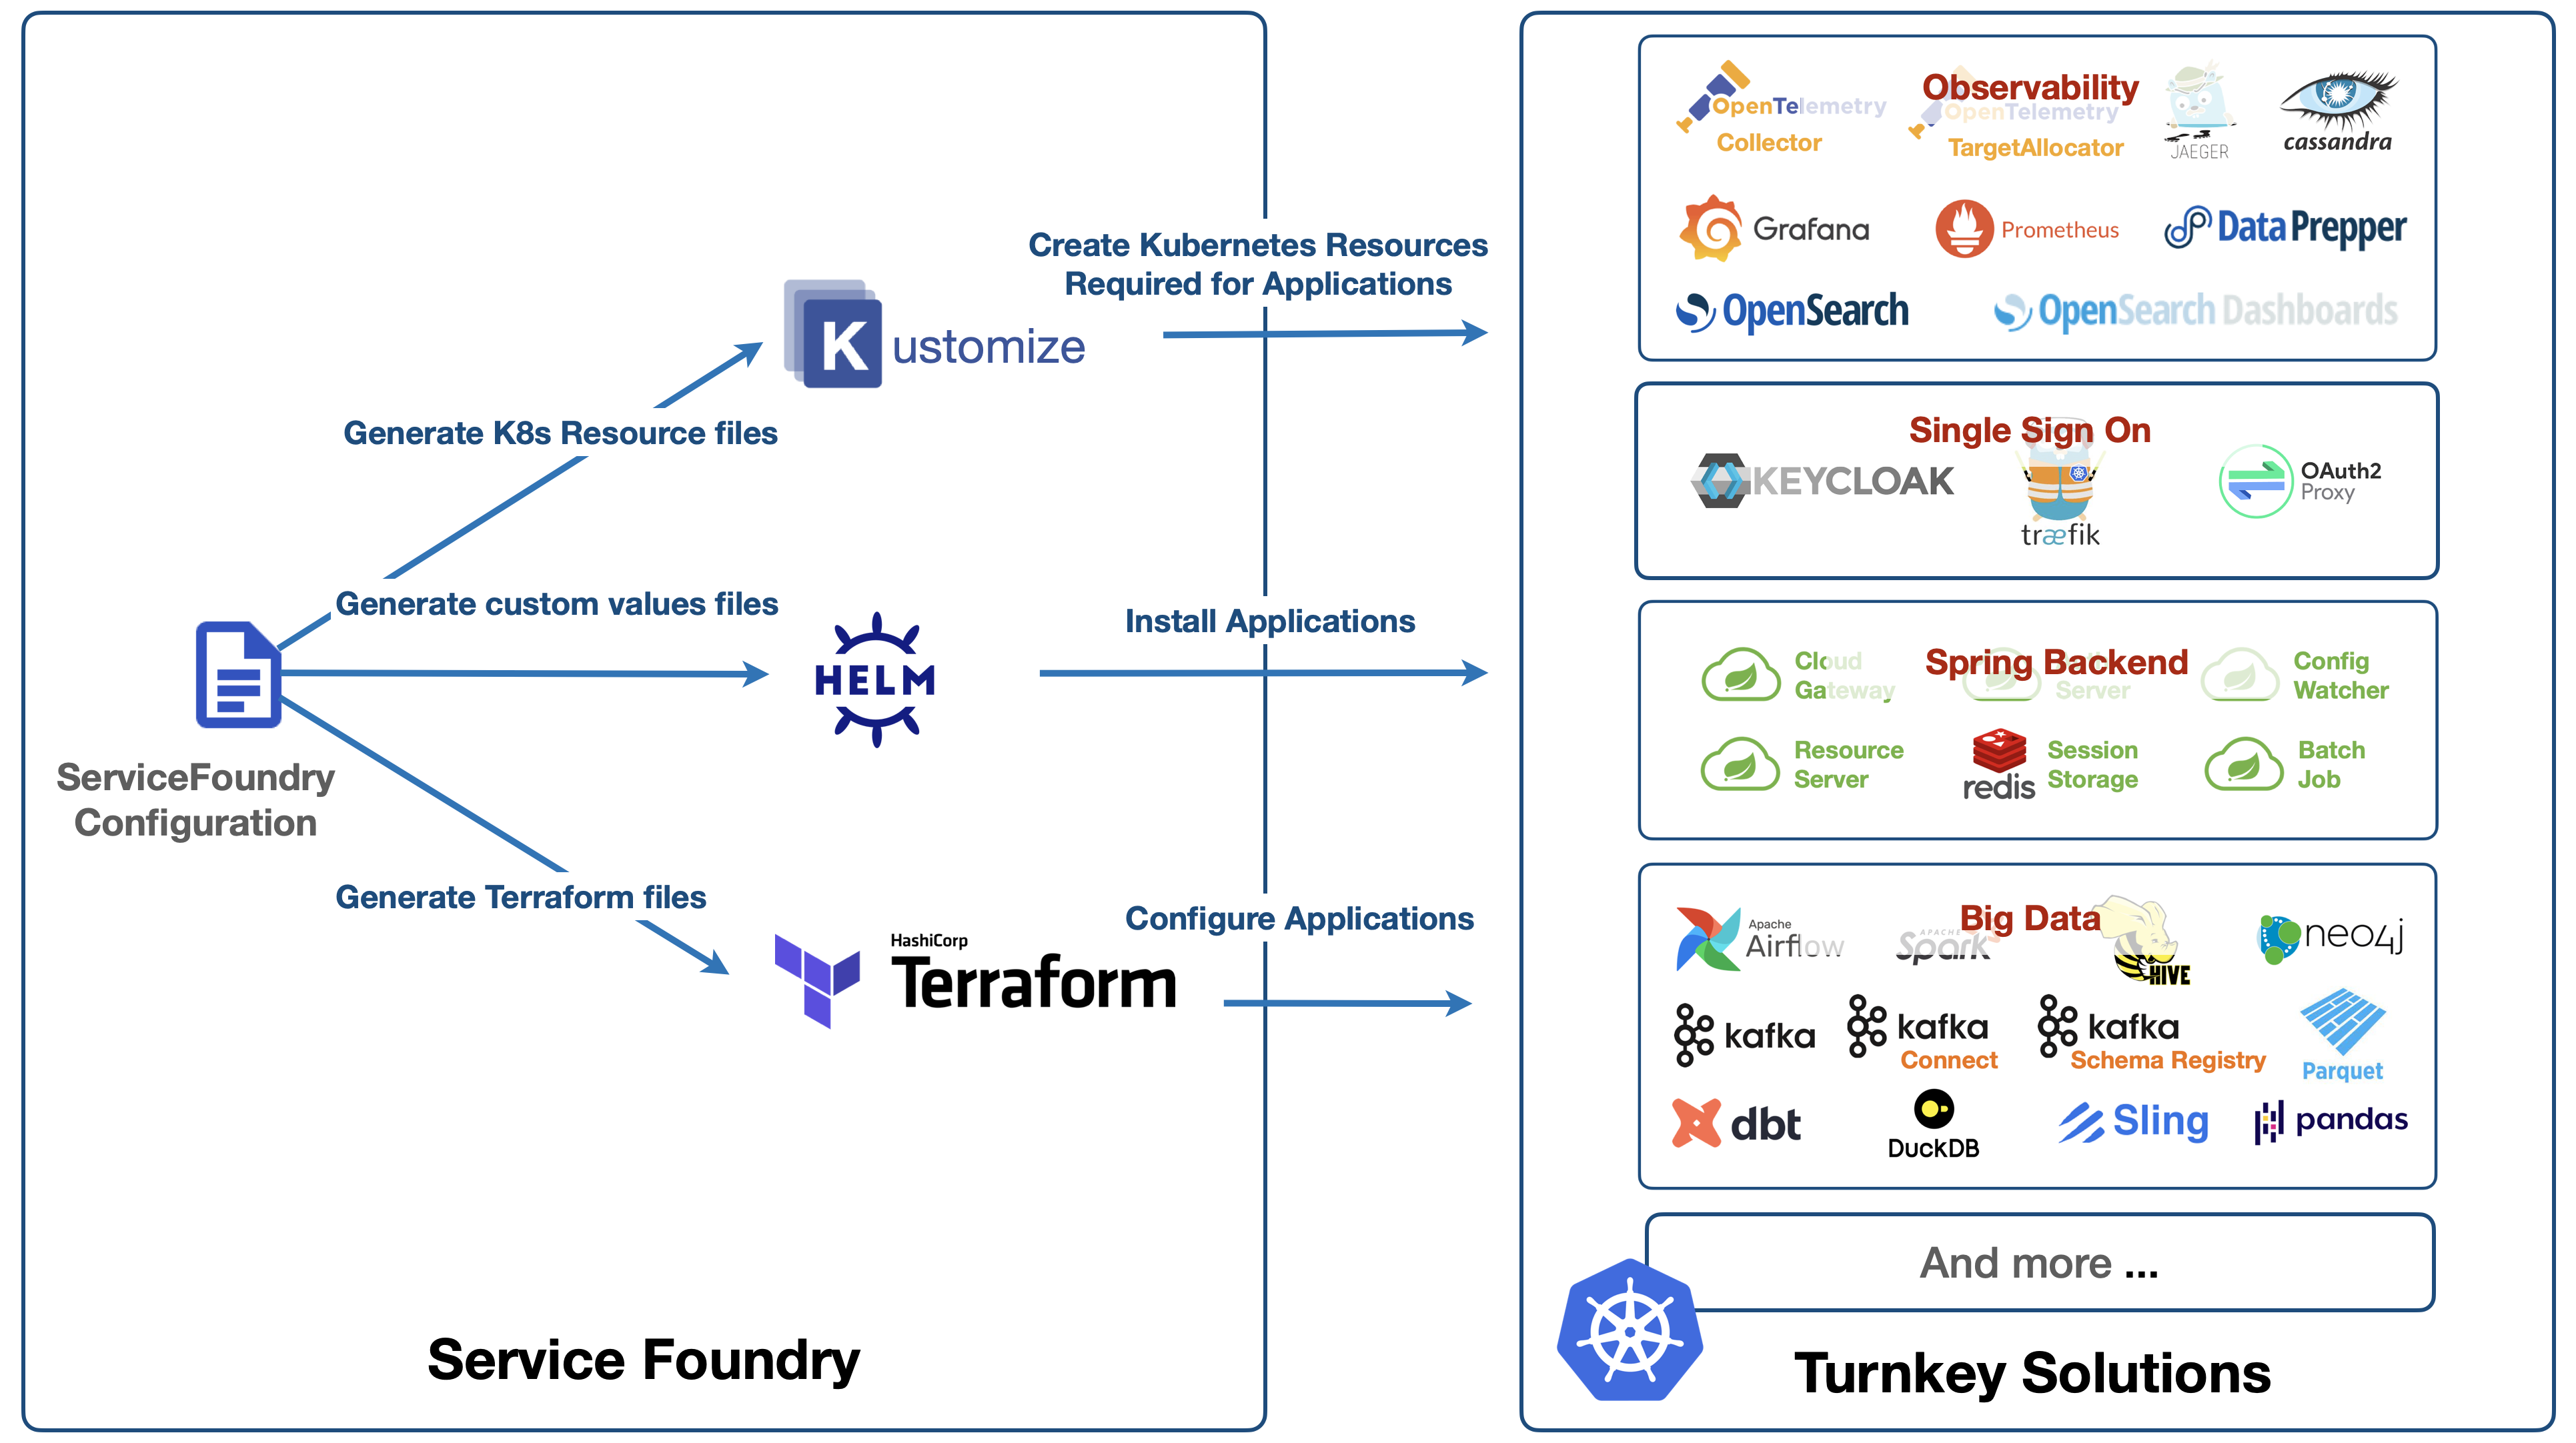 Create Kubernetes Resources
Required for Applications
K
ustomize
Generate K8s Resource files
Generate custom values files
HELM
Install Applications
ServiceFoundry
Configuration
Generate Terraform files
HashiCorp
Terraform
Configure Applications
Service Foundry
Observability
OpenTelemetry
Collector
OpenTelemetry
TargetAllocator
JAEGER
cassandra
Grafana
Prometheus
Data Prepper
OpenSearch
OpenSearch Dashboards
Single Sign On
KEYCLOAK
træfik
OAuth2
Proxy
Spring Backend
Cloud
Gateway
Server
Config
Watcher
Resource
Server
redis
Session
Storage
Batch
Job
Big Data
Apache
Airflow
APACHE
Spark
HIVE
neo4j
kafka
kafka
Connect
kafka
Schema Registry
Parquet
dbt
DuckDB
Sling
pandas
And more ...
Turnkey Solutions